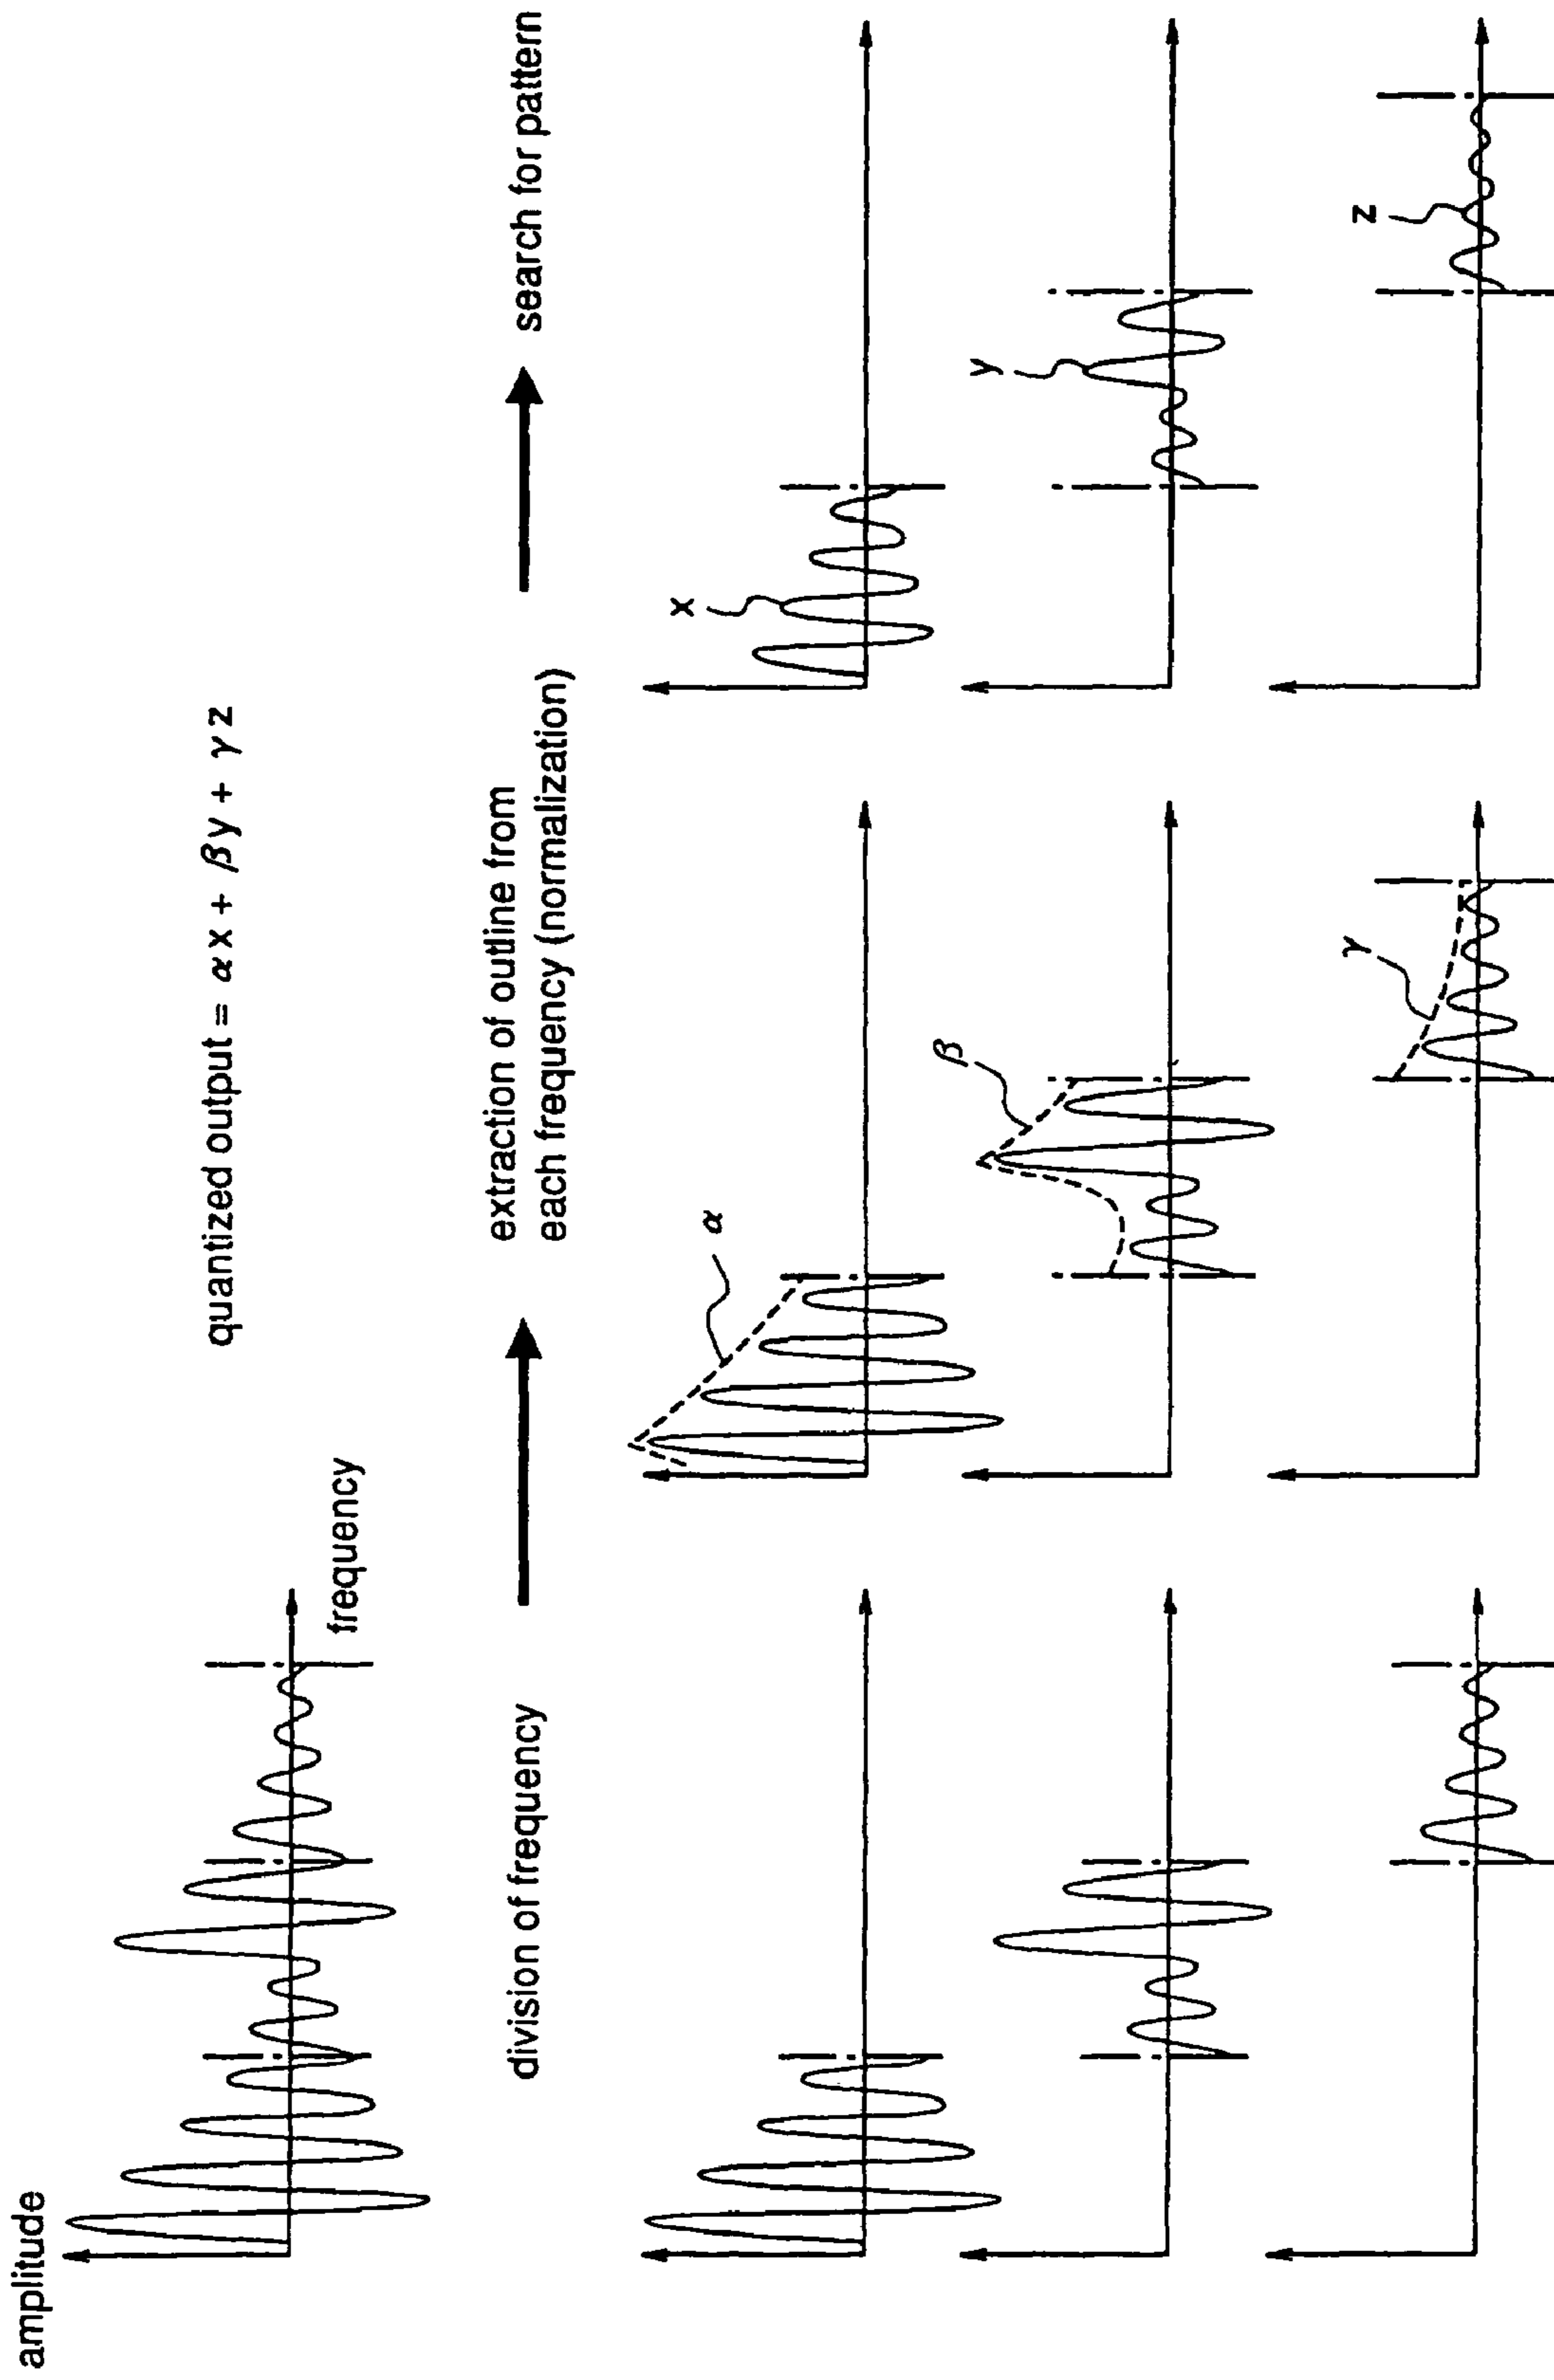 amplitude
frequency
quantized output = αx + βy + γz
division of frequency
extraction of outline from
each frequency (normalization)
search for pattern
α
x
β
y
γ
z